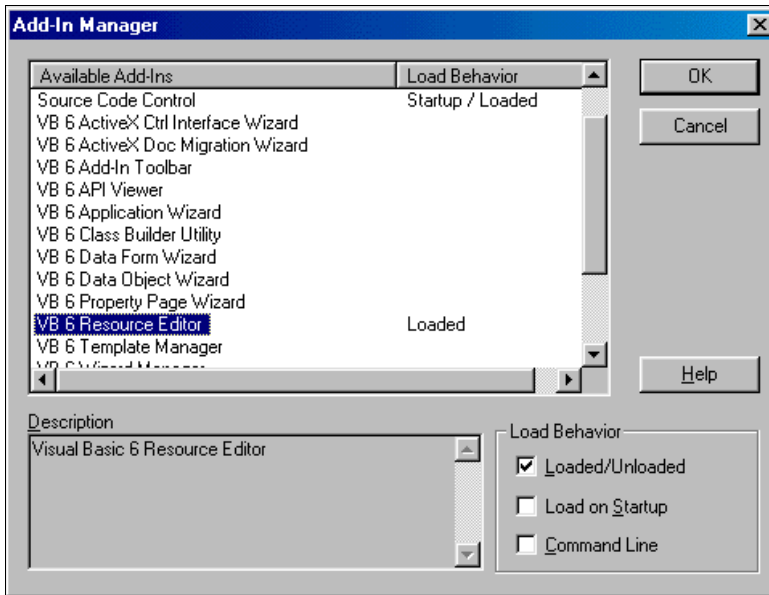 Add-In Manager
Available Add-Ins Load Behavior
Source Code Control Startup / Loaded
VB 6 ActiveX Ctrl Interface Wizard
VB 6 ActiveX Doc Migration Wizard
VB 6 Add-In Toolbar
VB 6 API Viewer
VB 6 Application Wizard
VB 6 Class Builder Utility
VB 6 Data Form Wizard
VB 6 Data Object Wizard
VB 6 Property Page Wizard
VB 6 Resource Editor Loaded
VB 6 Template Manager
VB 6 Wizard Manager
OK
Cancel
Help
Description
Visual Basic 6 Resource Editor
Load Behavior
Loaded/Unloaded
Load on Startup
Command Line